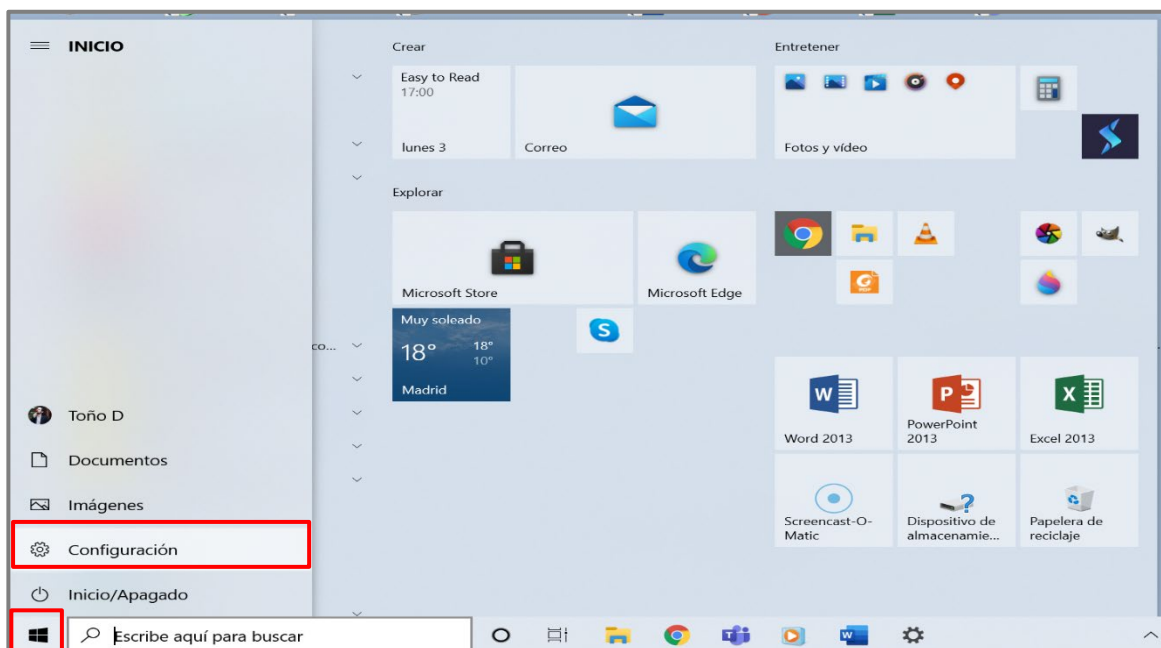 INICIO
Toño D
Documentos
Imágenes
Configuración
Inicio/Apagado
co...
Crear
Easy to Read
17:00
lunes 3
Correo
Explorar
Microsoft Store
Microsoft Edge
Muy soleado
18°
18°
10°
Madrid
Entretener
Fotos y vídeo
Word 2013
PowerPoint
2013
Excel 2013
Screencast-O-
Matic
Dispositivo de
almacenamie...
Papelera de
reciclaje
Escribe aquí para buscar